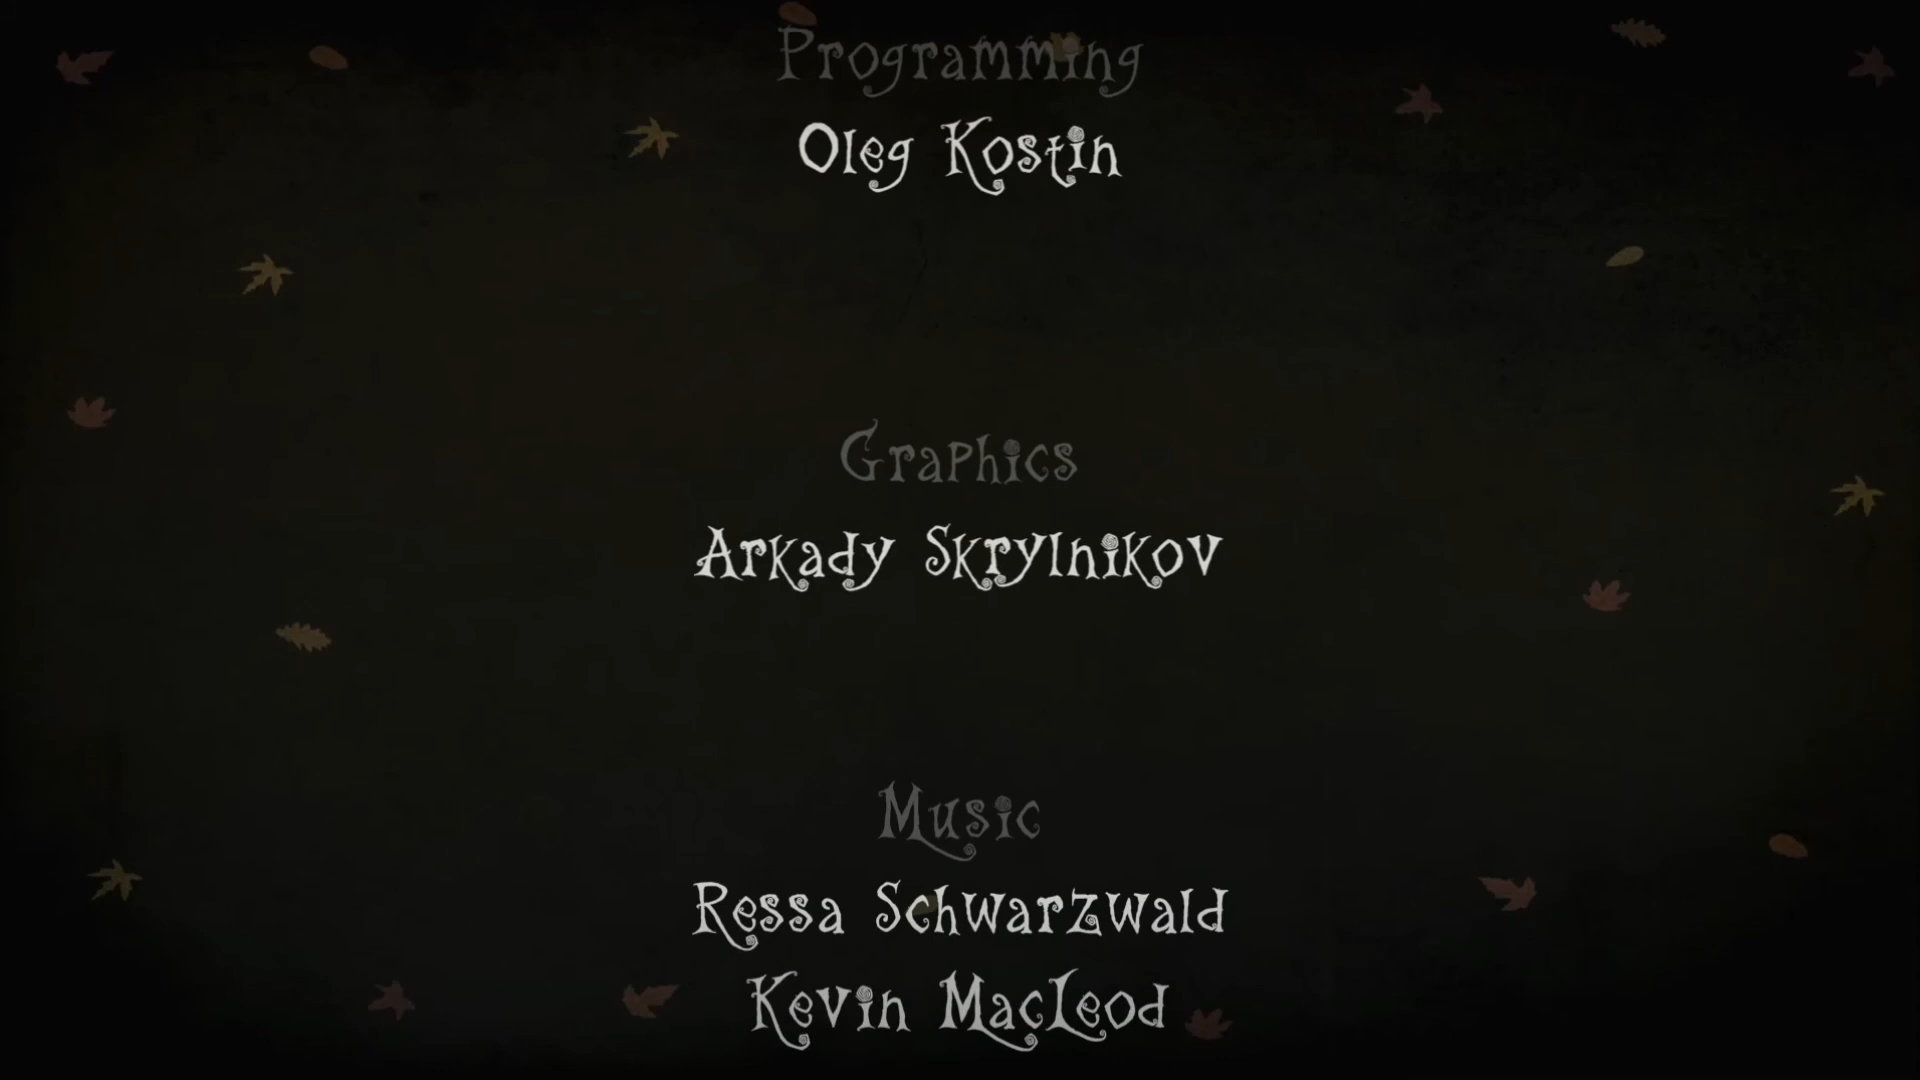 Programming
Oleg Kostin
Graphics
Arkady Skrylnikov
Music
Ressa Schwarzwald
Kevin MacLeod